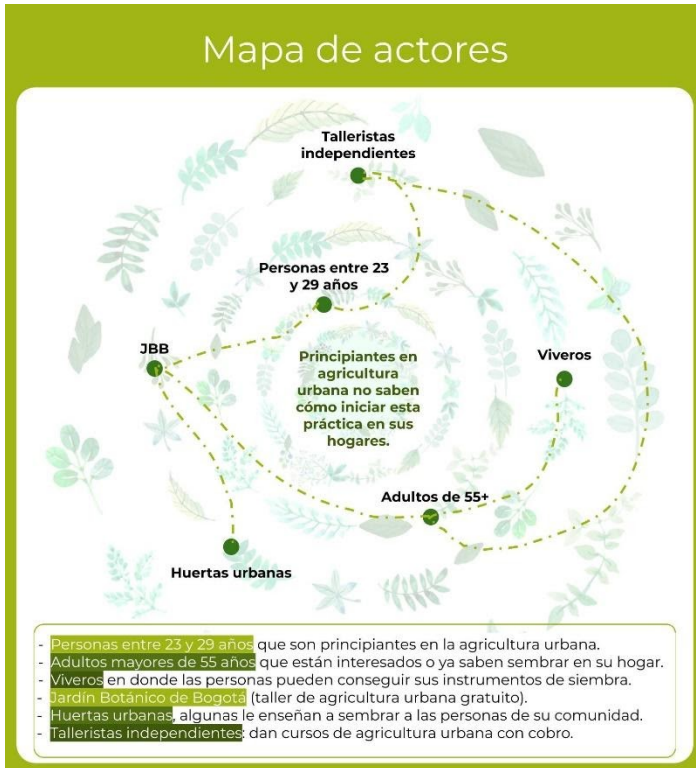 Mapa de actores
Talleristas
independientes
Personas entre 23
y 29 años
JBB
Viveros
Principiantes en
agricultura
urbana no saben
cómo iniciar esta
práctica en sus
hogares.
Adultos de 55+
Huertas urbanas
- Personas entre 23 y 29 años que son principiantes en la agricultura urbana.
- Adultos mayores de 55 años que están interesados o ya saben sembrar en su hogar.
- Viveros en donde las personas pueden conseguir sus instrumentos de siembra.
- Jardín Botánico de Bogotá (taller de agricultura urbana gratuito).
- Huertas urbanas, algunas le enseñan a sembrar a las personas de su comunidad.
- Talleristas independientes: dan cursos de agricultura urbana con cobro.